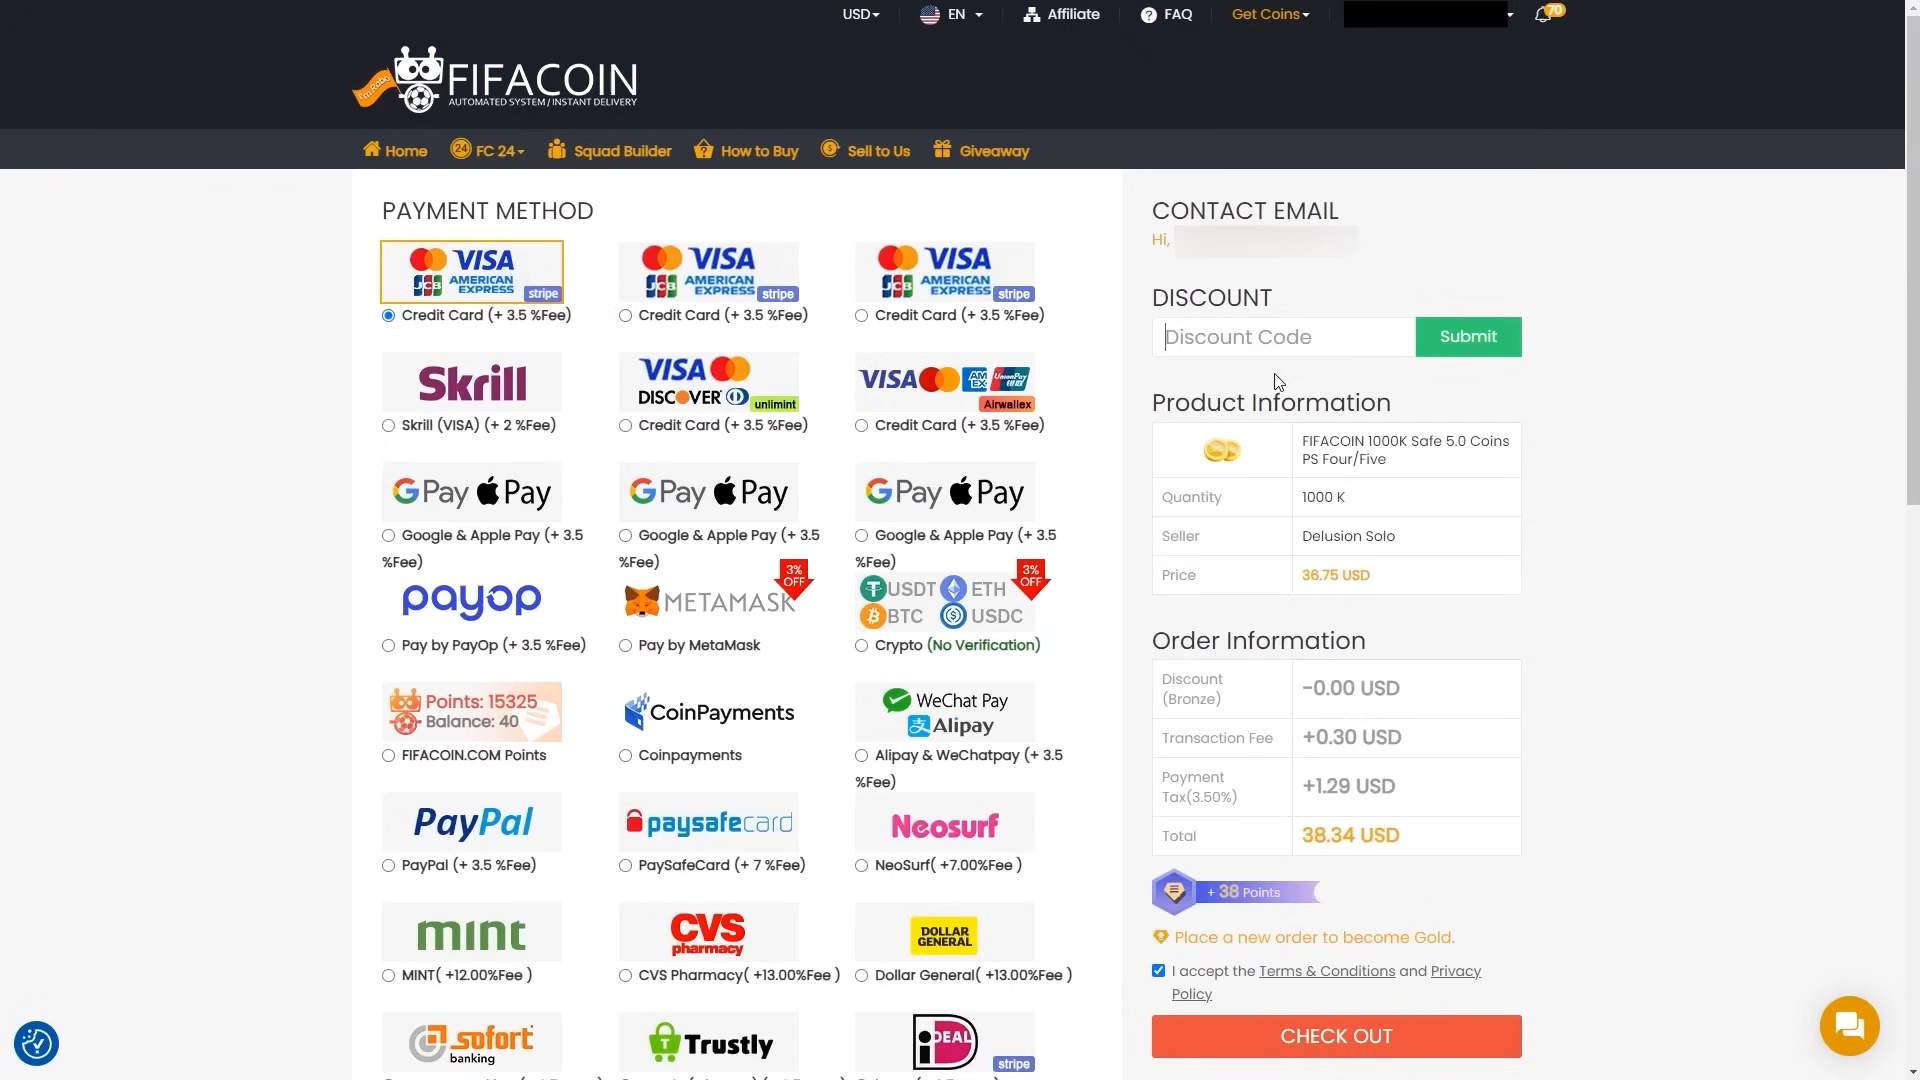 USD
EN
Affiliate
FAQ
Get Coins
70
I'm Robo
FIFACOIN
AUTOMATED SYSTEM / INSTANT DELIVERY
Home
24
FC 24
Squad Builder
How to Buy
Sell to Us
Giveaway
PAYMENT METHOD
VISA
JCB AMERICAN EXPRESS
stripe
Credit Card (+ 3.5 %Fee)
VISA
JCB AMERICAN EXPRESS
stripe
Credit Card (+ 3.5 %Fee)
VISA
JCB AMERICAN EXPRESS
stripe
Credit Card (+ 3.5 %Fee)
Skrill
Skrill (VISA) (+ 2 %Fee)
VISA
DISCOVER
unlimint
Credit Card (+ 3.5 %Fee)
VISA AM EX UnionPay 银联
Airwallex
Credit Card (+ 3.5 %Fee)
G Pay Pay
Google & Apple Pay (+ 3.5
%Fee)
G Pay Pay
Google & Apple Pay (+ 3.5
%Fee)
G Pay Pay
Google & Apple Pay (+ 3.5
%Fee)
payop
Pay by PayOp (+ 3.5 %Fee)
3%
OFF
METAMASK
Pay by MetaMask
3%
OFF
USDT ETH
BTC USDC
Crypto (No Verification)
Points: 15325
Balance: 40
FIFACOIN.COM Points
CoinPayments
Coinpayments
WeChat Pay
支 Alipay
Alipay & WeChatpay (+ 3.5
%Fee)
PayPal
PayPal (+ 3.5 %Fee)
paysafecard
PaySafeCard (+ 7 %Fee)
Neosurf
NeoSurf( +7.00%Fee )
mint
MINT( +12.00%Fee )
CVS
pharmacy
CVS Pharmacy( +13.00%Fee )
DOLLAR
GENERAL
Dollar General( +13.00%Fee )
sofort
banking
Trustly
iDEAL
stripe
CONTACT EMAIL
Hi,
DISCOUNT
Discount Code
Submit
Product Information
FIFACOIN 1000K Safe 5.0 Coins
PS Four/Five
Quantity 1000 K
Seller Delusion Solo
Price 36.75 USD
Order Information
Discount
(Bronze)
-0.00 USD
Transaction Fee +0.30 USD
Payment
Tax(3.50%)
+1.29 USD
Total 38.34 USD
+ 38 Points
Place a new order to become Gold.
I accept the Terms & Conditions and Privacy
Policy
CHECK OUT